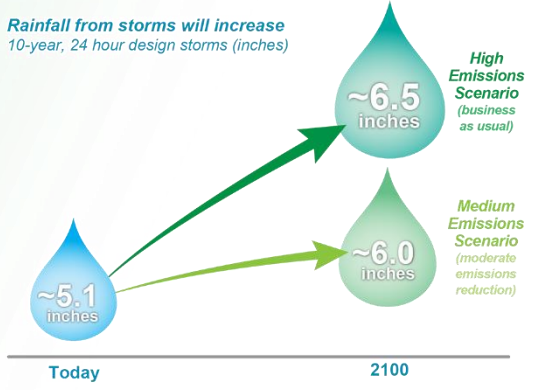 Rainfall from storms will increase
10-year, 24 hour design storms (inches)
~6.5
inches
High
Emissions
Scenario
(business
as usual)
~6.0
inches
Medium
Emissions
Scenario
(moderate
emissions
reduction)
~5.1
inches
Today
2100